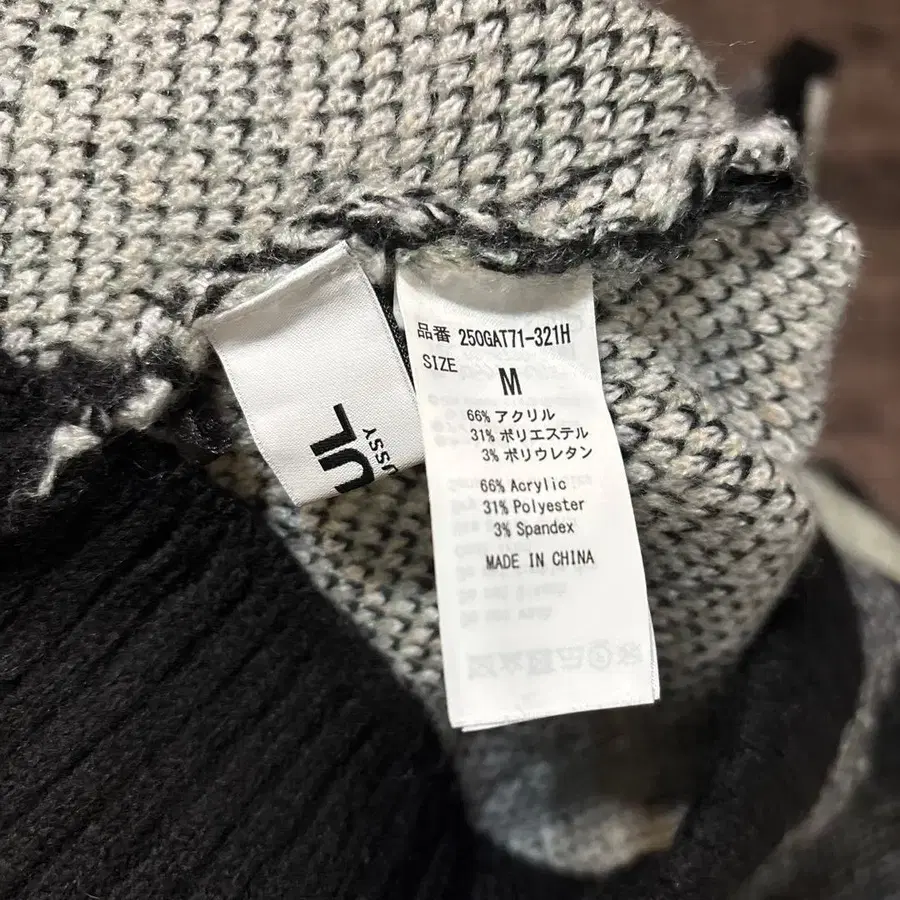 品番 250GAT71-321H
SIZE
M
66% アクリル
31% ポリエステル
3% ポリウレタン
66% Acrylic
31% Polyester
3% Spandex
MADE IN CHINA